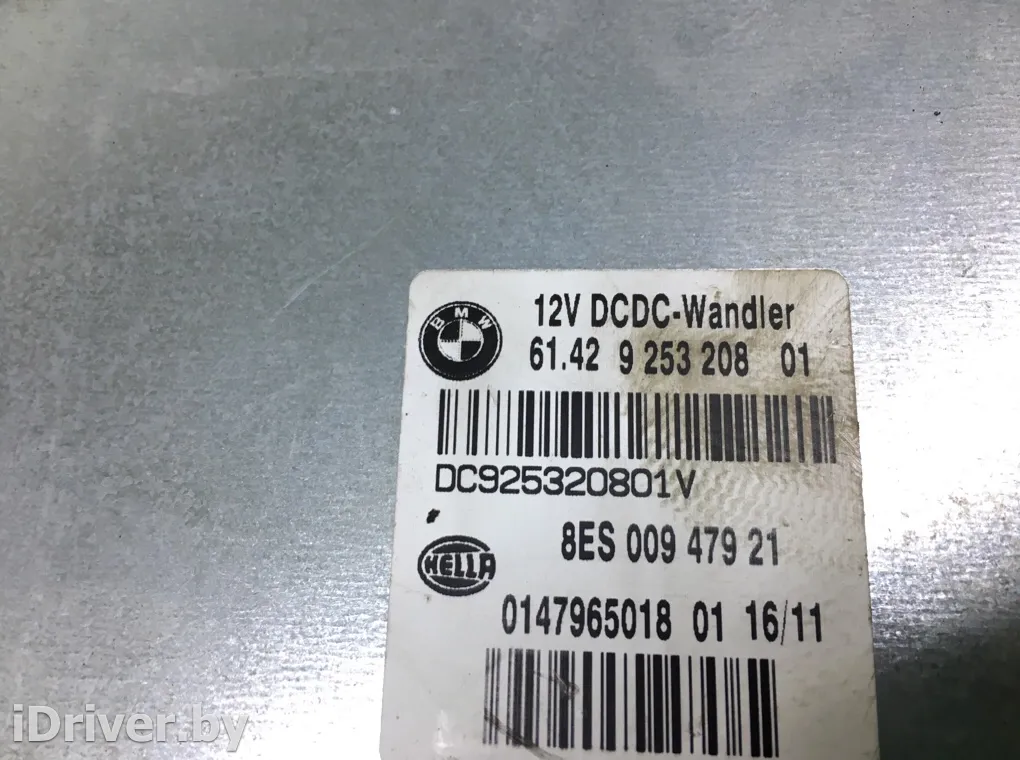 BMW
12V DCDC-Wandler
61.42 9 253 208 01
DC925320801V
8ES 009 479 21
HELLA
0147965018 01 16/11
iDriver.by